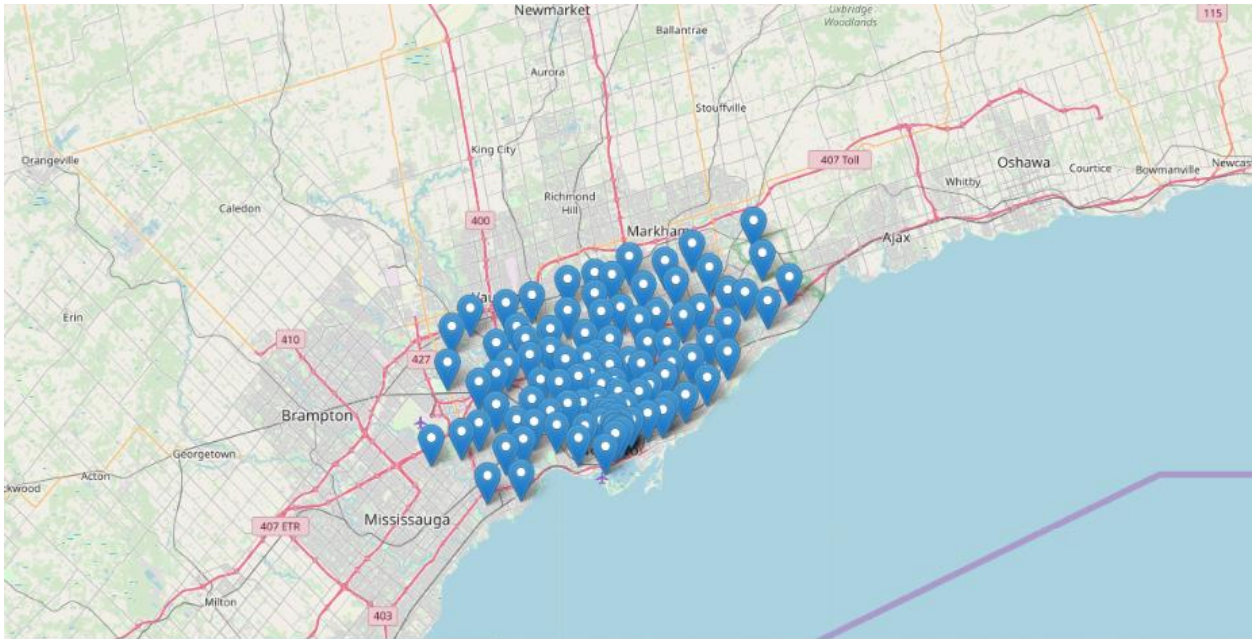 Newmarket
Uxbridge
Woodlands
115
Ballantrae
Aurora
Stouffville
King City
Orangeville
407 Toll
Oshawa
Courtice
Bowmanville
Whitby
Richmond
Hill
Caledon
400
Markham
Ajax
Erin
410
427
Brampton
Georgetown
Acton
Mississauga
407 ETR
Milton
403